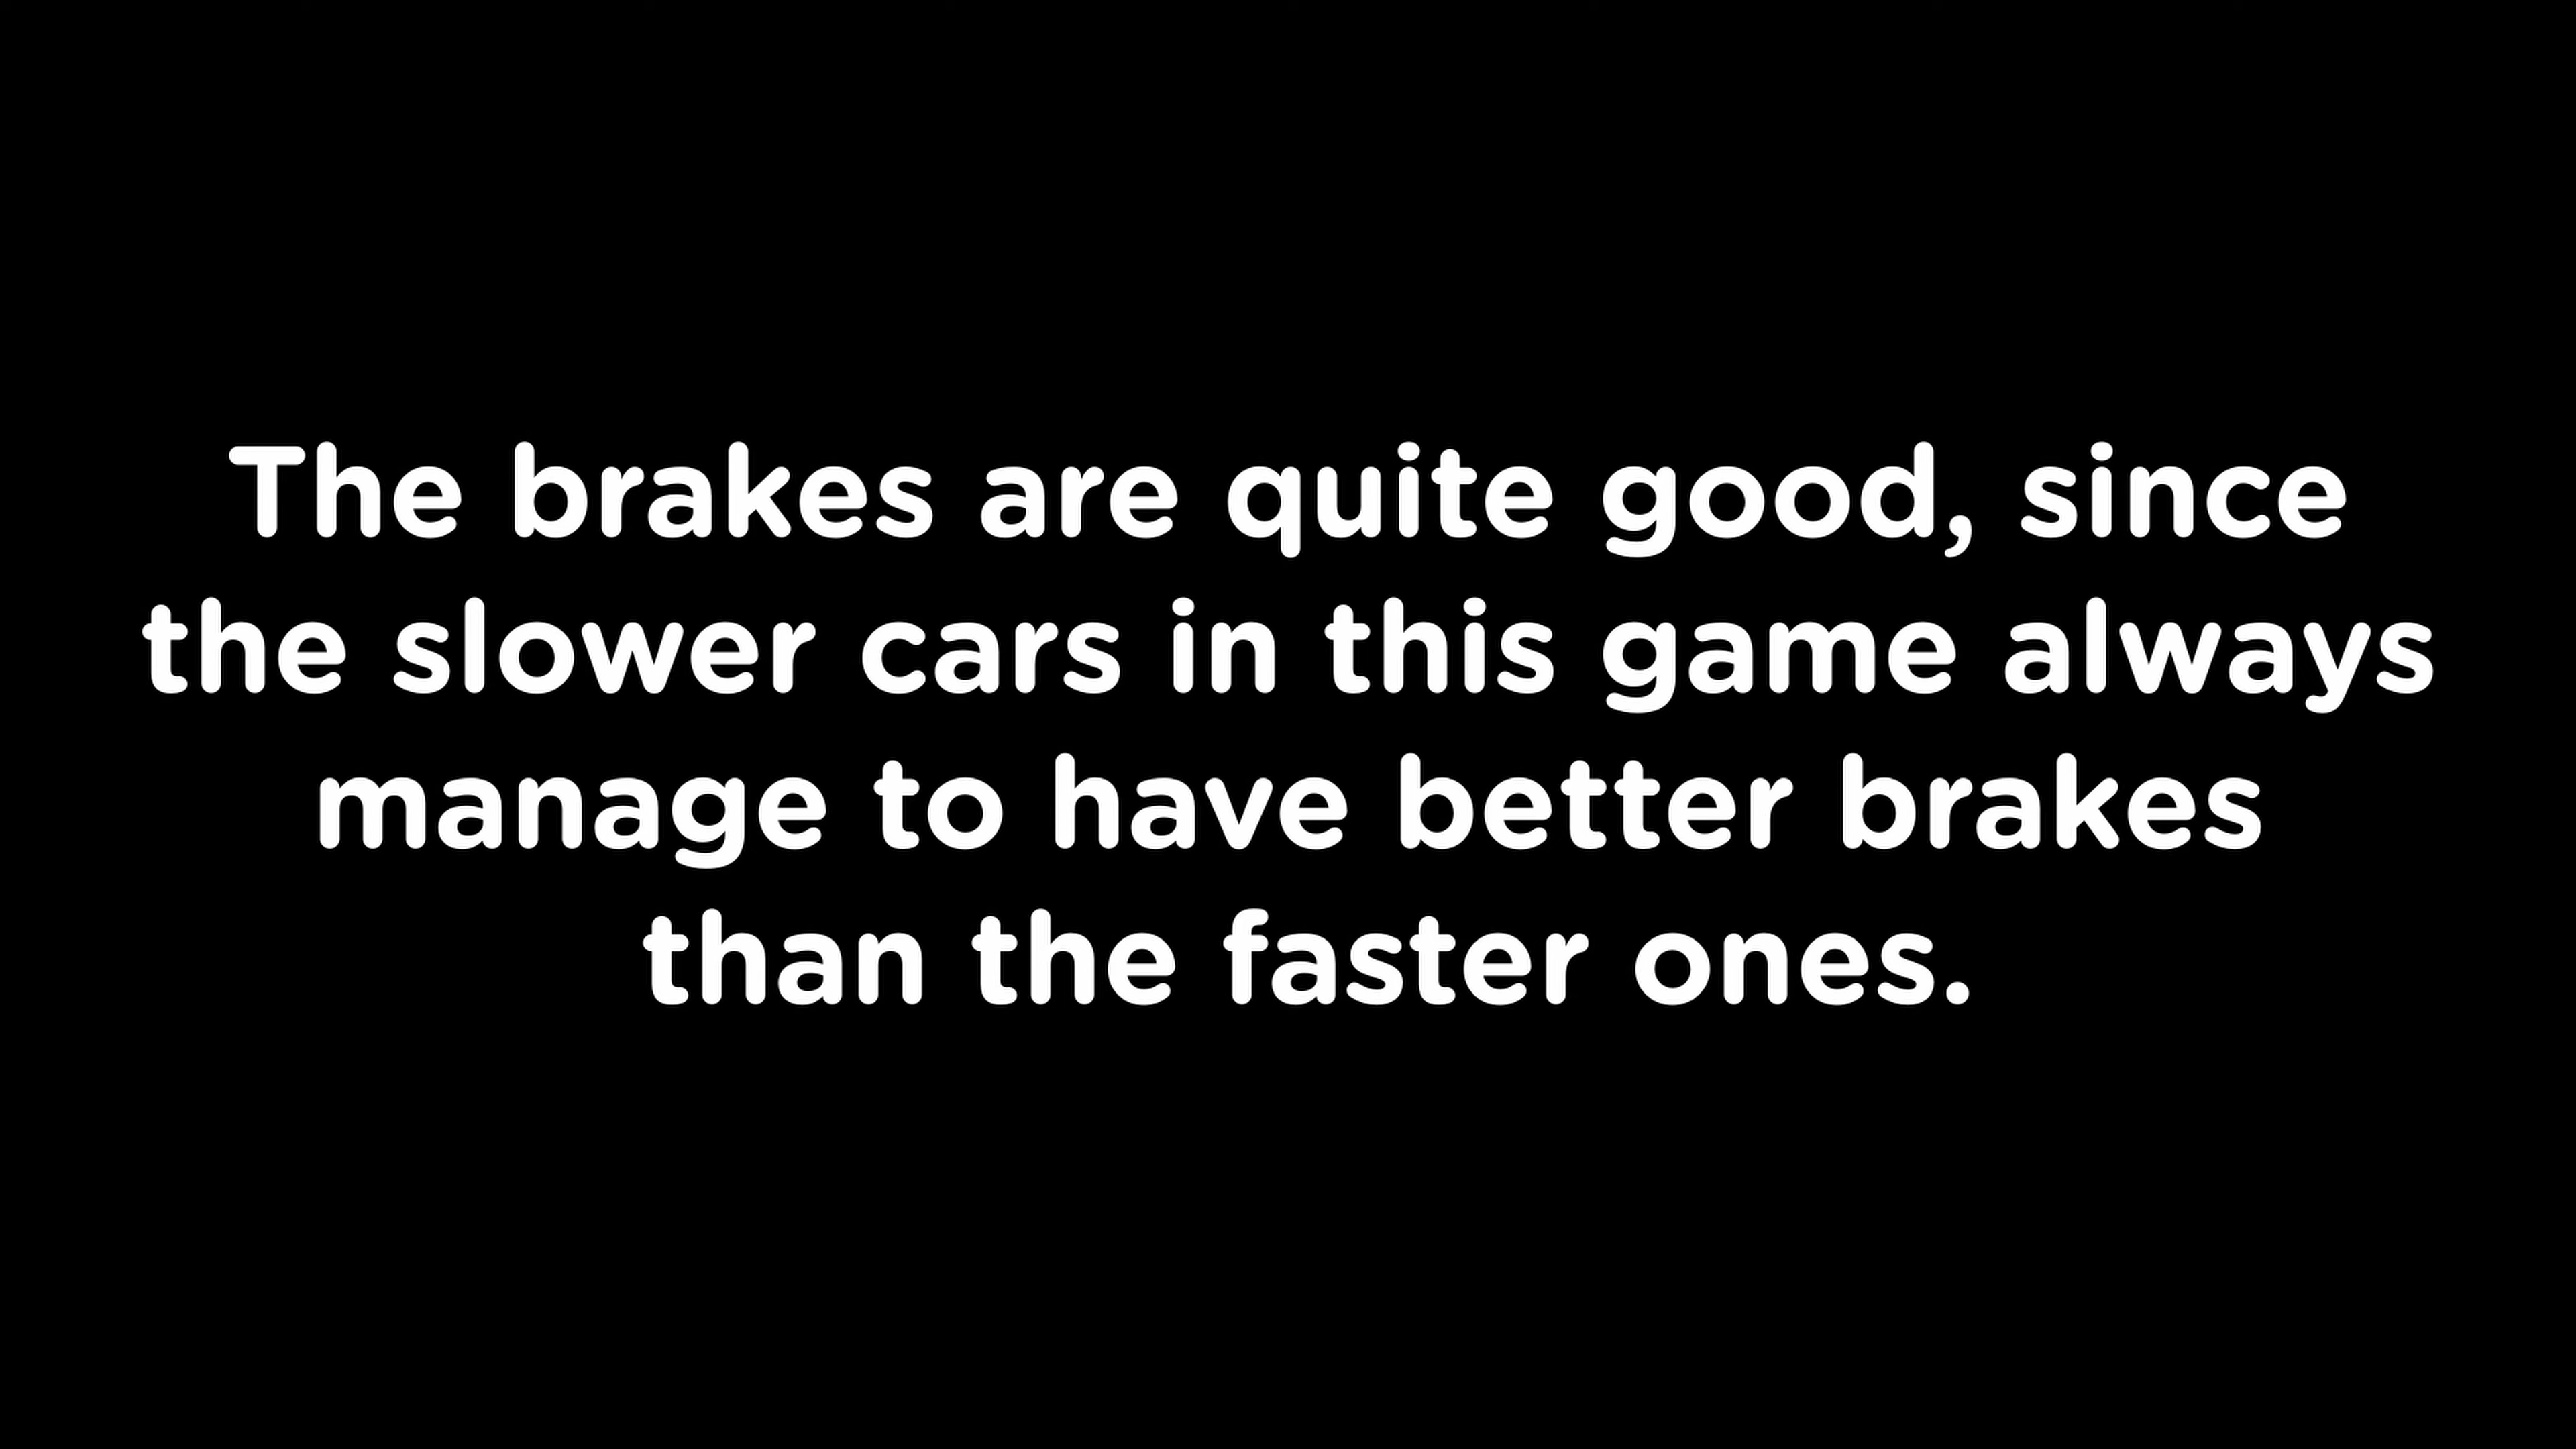 The brakes are quite good, since
the slower cars in this game always
manage to have better brakes
than the faster ones.